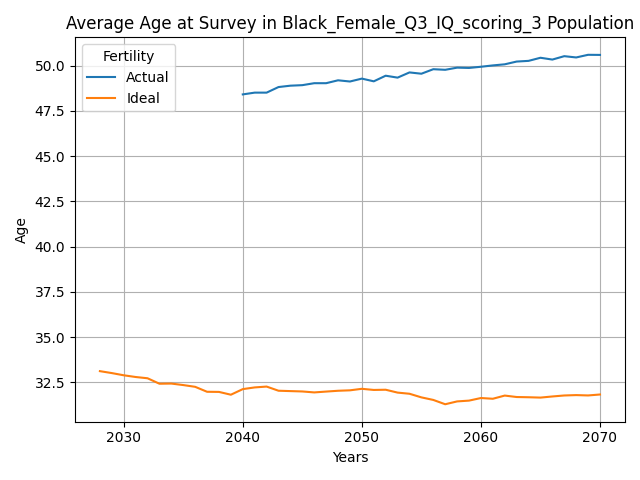 Average Age at Survey in Black_Female_Q3_IQ_scoring_3 Population
Fertility
Actual
Ideal
50.0
47.5
45.0
42.5
40.0
37.5
35.0
32.5
Age
2030
2040
2050
2060
2070
Years